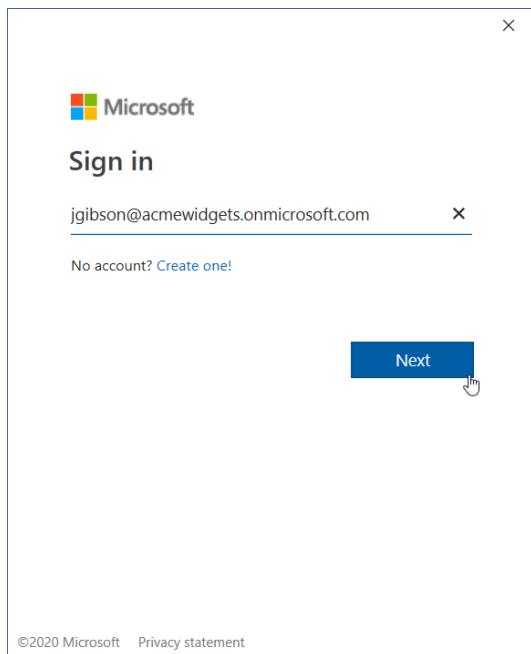 Microsoft
Sign in
jgibson@acmewidgets.onmicrosoft.com
No account? Create one!
Next
©2020 Microsoft Privacy statement